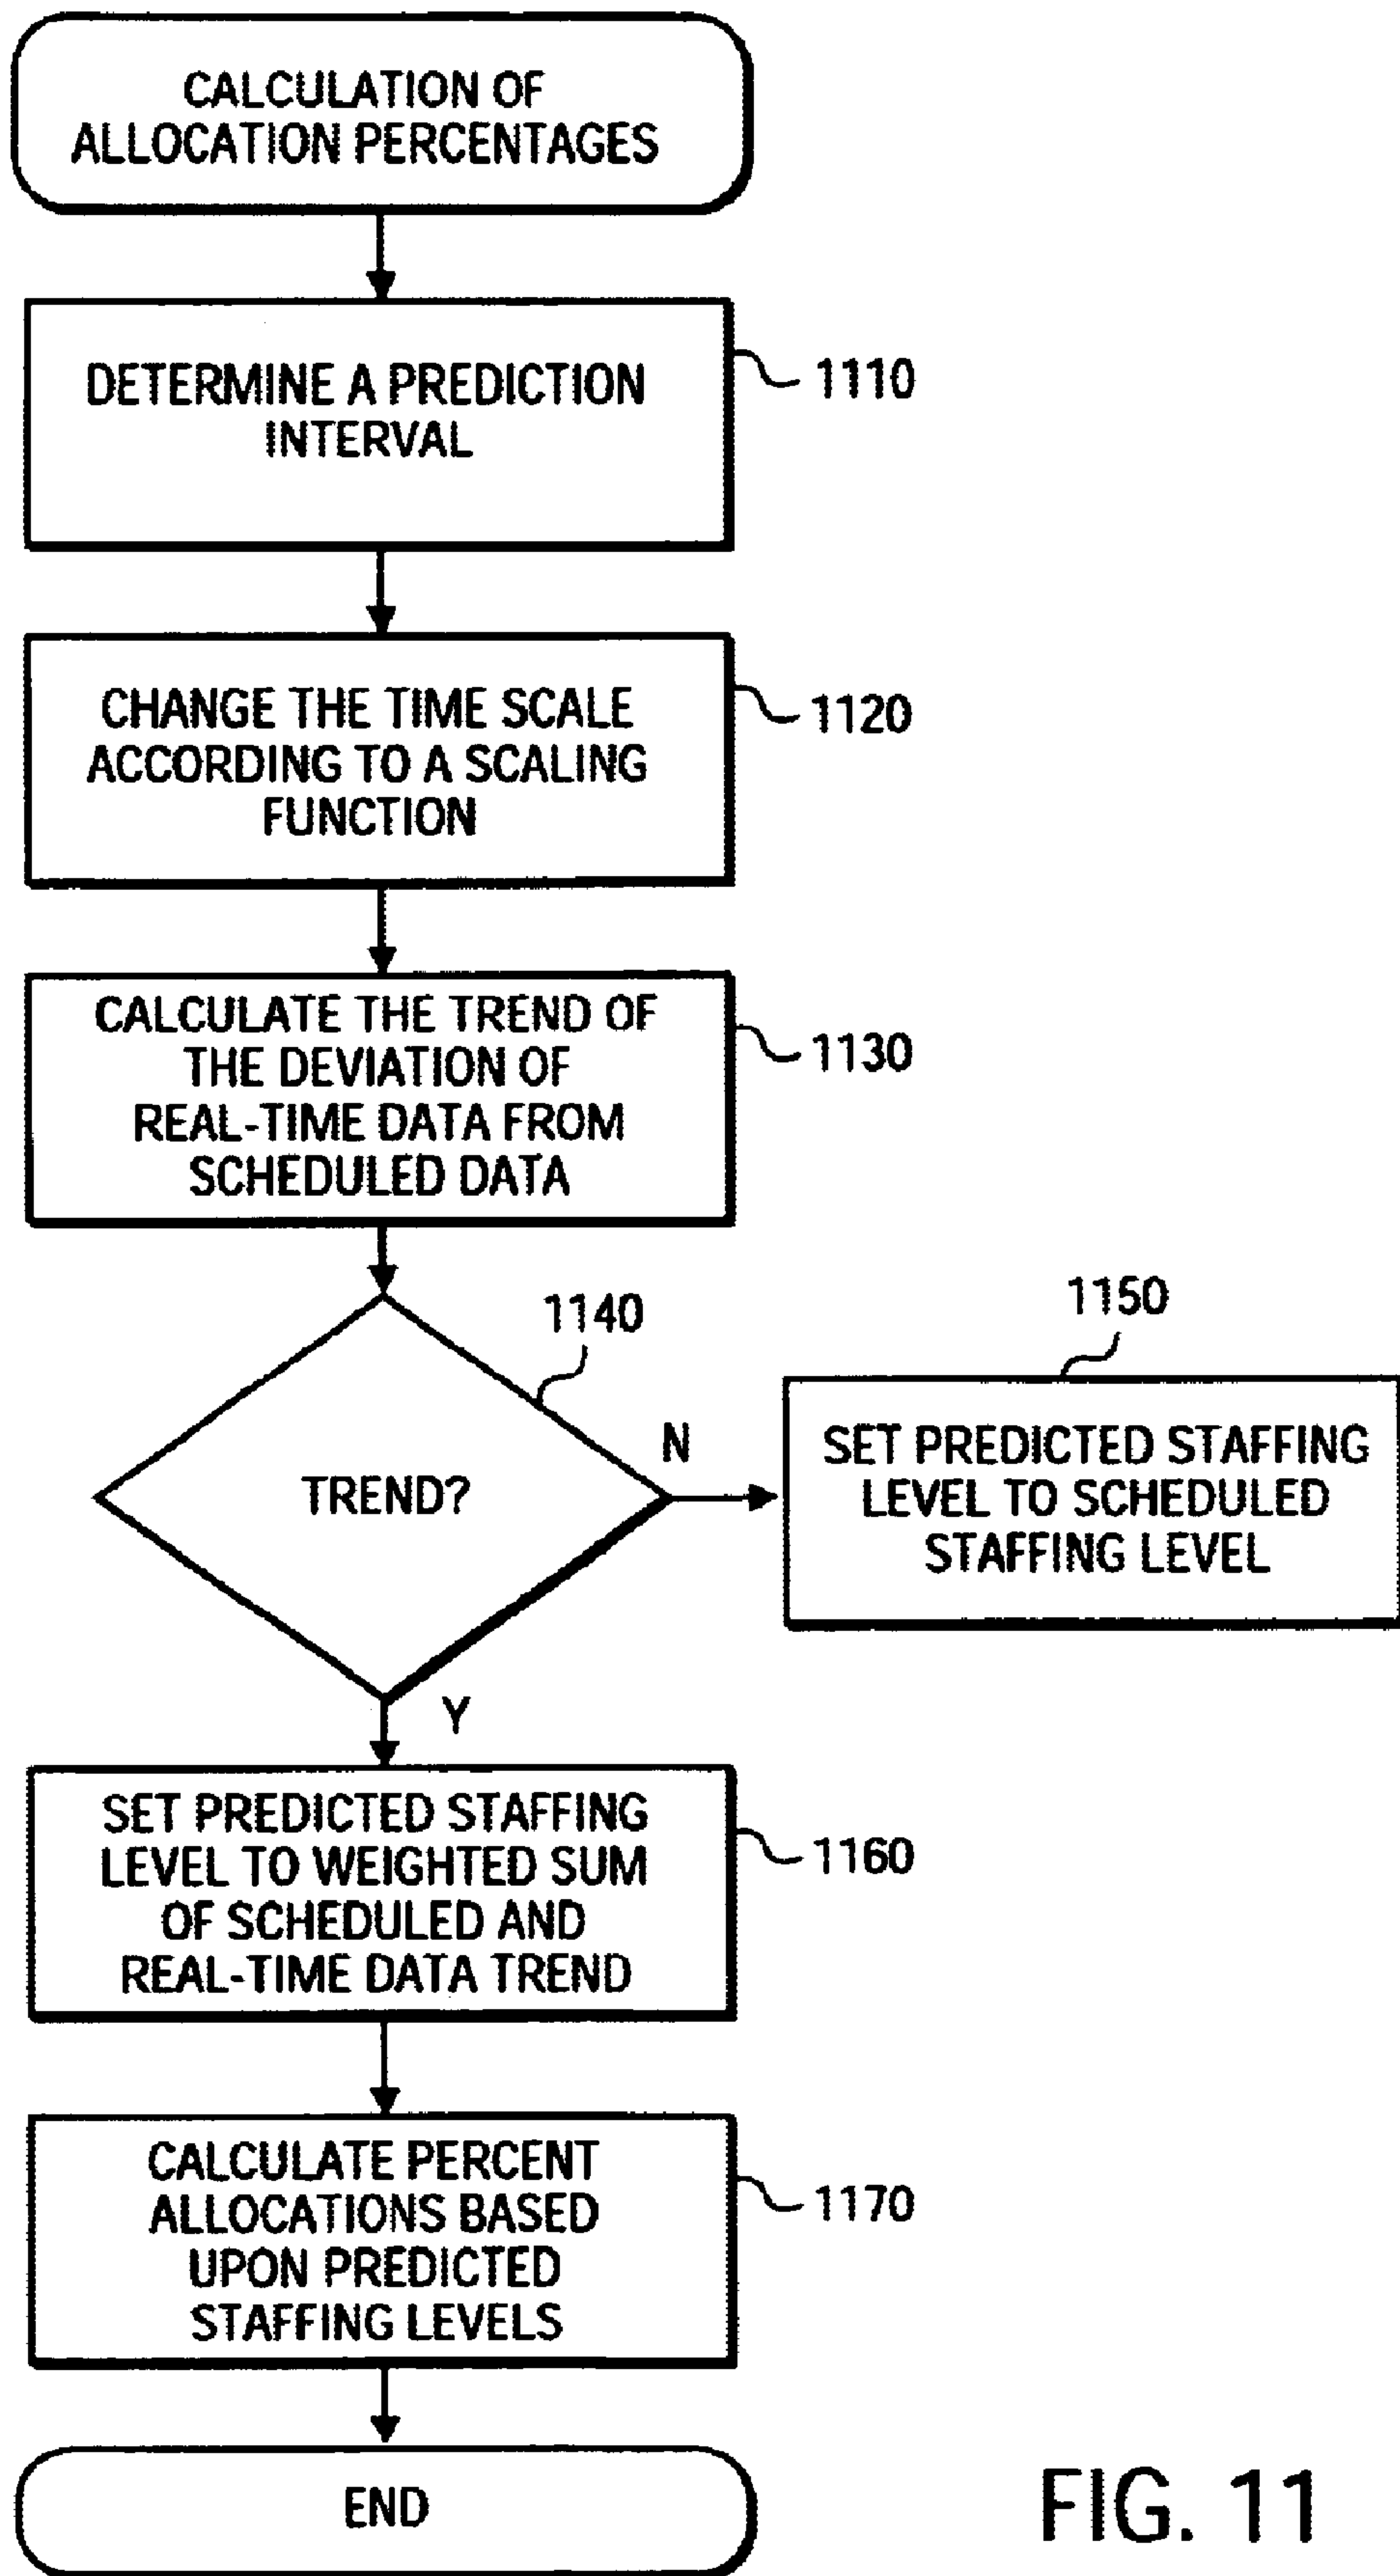 CALCULATION OF
ALLOCATION PERCENTAGES
DETERMINE A PREDICTION
INTERVAL
1110
CHANGE THE TIME SCALE
ACCORDING TO A SCALING
FUNCTION
1120
CALCULATE THE TREND OF
THE DEVIATION OF
REAL-TIME DATA FROM
SCHEDULED DATA
1130
TREND?
1140
N
1150
SET PREDICTED STAFFING
LEVEL TO SCHEDULED
STAFFING LEVEL
Y
SET PREDICTED STAFFING
LEVEL TO WEIGHTED SUM
OF SCHEDULED AND
REAL-TIME DATA TREND
1160
CALCULATE PERCENT
ALLOCATIONS BASED
UPON PREDICTED
STAFFING LEVELS
1170
END
FIG. 11